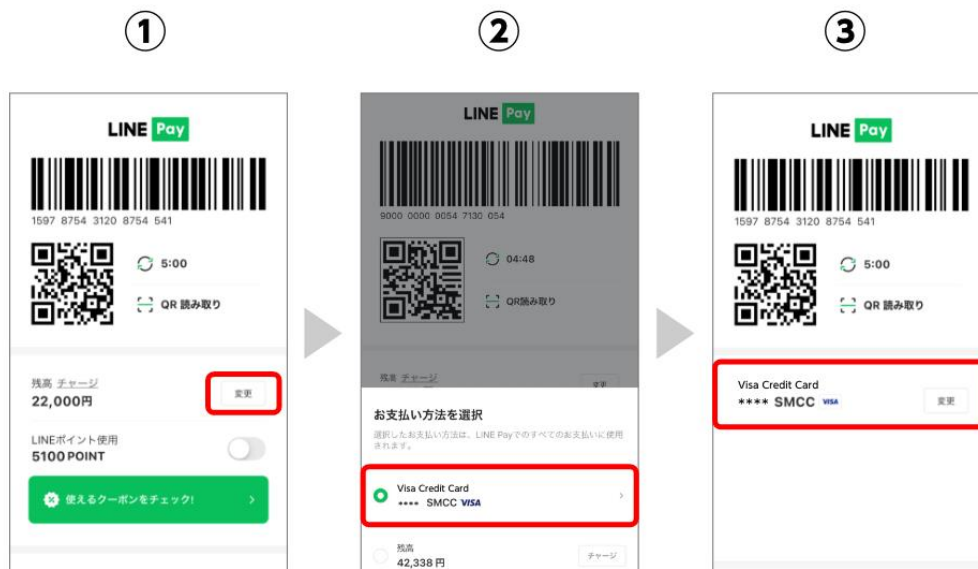 ①
②
③
LINE Pay
1597 8754 3120 8754 541
5:00
QR 読み取り
残高 チャージ
22,000円
変更
LINEポイント使用
5100 POINT
使えるクーポンをチェック!
LINE Pay
9000 0000 0054 7130 054
04:48
QR読み取り
残高 チャージ
変更
お支払い方法を選択
選択したお支払い方法は、LINE Payでのすべてのお支払いに使用
されます。
Visa Credit Card
**** SMCC VISA
残高
42,338 円
チャージ
LINE Pay
1597 8754 3120 8754 541
5:00
QR 読み取り
Visa Credit Card
**** SMCC VISA
変更